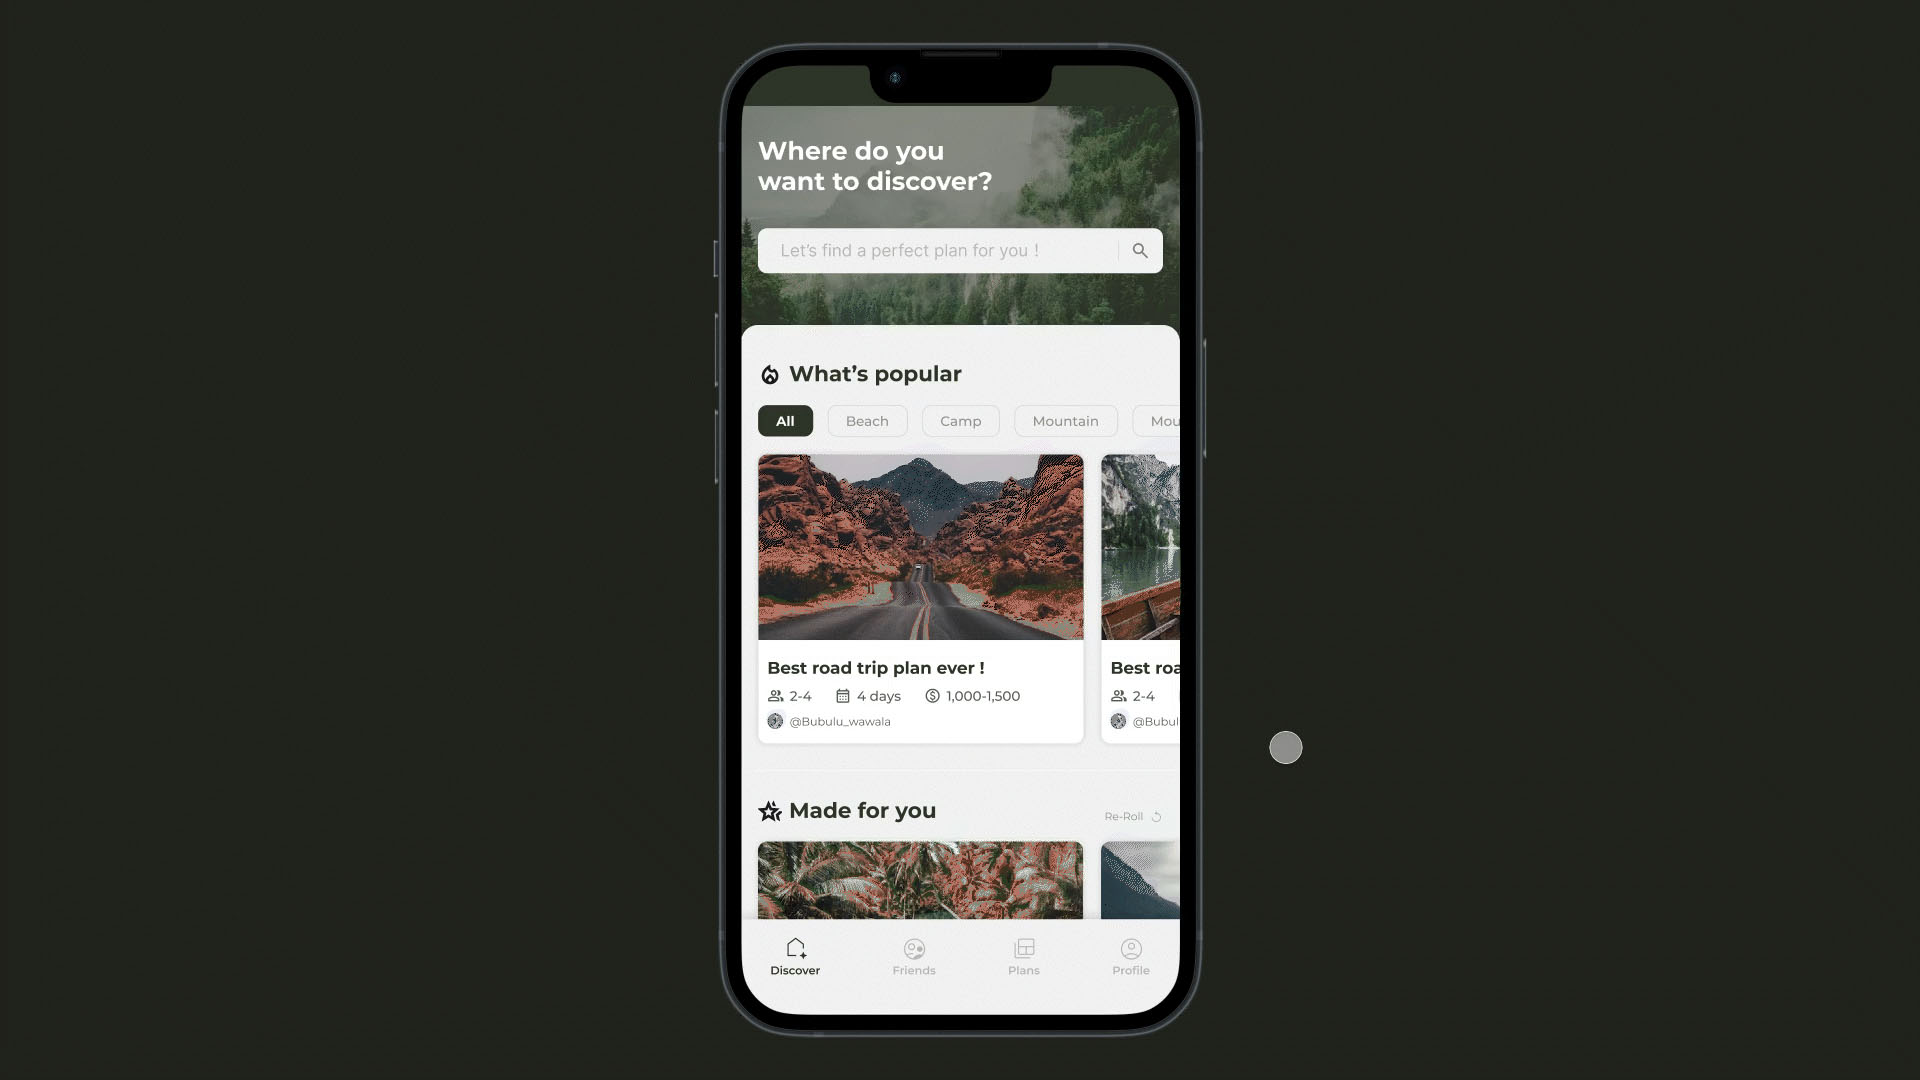 Where do you
want to discover?
Let's find a perfect plan for you !
What's popular
All
Beach
Camp
Mountain
Mou
Best road trip plan ever !
2-4
4 days
1,000-1,500
@Bubulu_wawala
Best roa
2-4
@Bubul
Made for you
Re-Roll
Discover
Friends
Plans
Profile